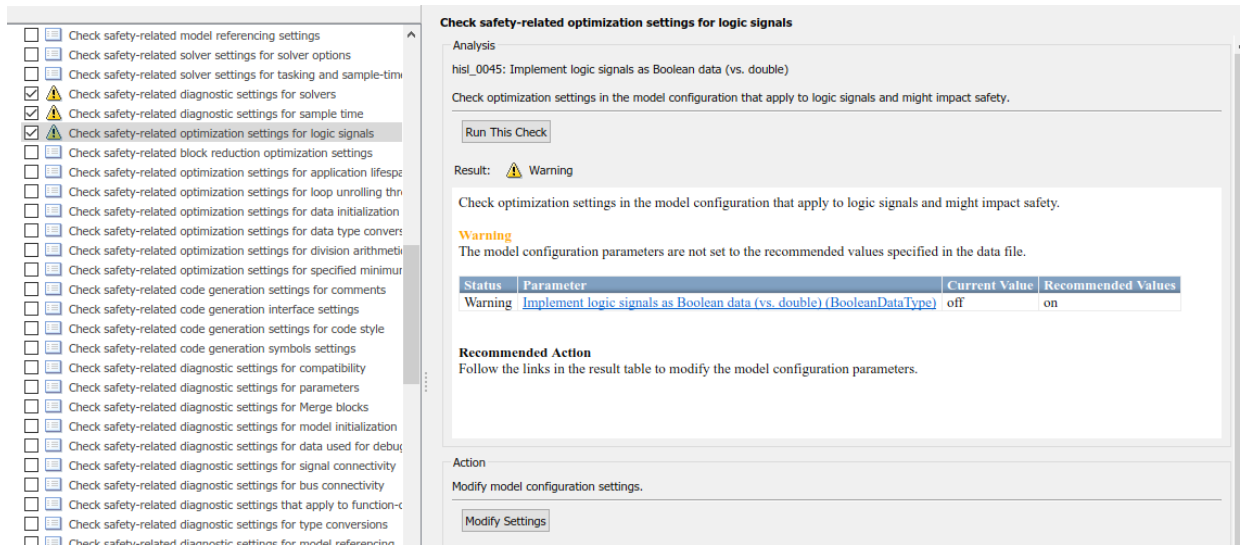 Check safety-related model referencing settings
Check safety-related solver settings for solver options
Check safety-related solver settings for tasking and sample-time
Check safety-related diagnostic settings for solvers
Check safety-related diagnostic settings for sample time
Check safety-related optimization settings for logic signals
Check safety-related block reduction optimization settings
Check safety-related optimization settings for application lifespa
Check safety-related optimization settings for loop unrolling thr
Check safety-related optimization settings for data initialization
Check safety-related optimization settings for data type convers
Check safety-related optimization settings for division arithmeti
Check safety-related optimization settings for specified minimur
Check safety-related code generation settings for comments
Check safety-related code generation interface settings
Check safety-related code generation settings for code style
Check safety-related code generation symbols settings
Check safety-related diagnostic settings for compatibility
Check safety-related diagnostic settings for parameters
Check safety-related diagnostic settings for Merge blocks
Check safety-related diagnostic settings for model initialization
Check safety-related diagnostic settings for data used for debug
Check safety-related diagnostic settings for signal connectivity
Check safety-related diagnostic settings for bus connectivity
Check safety-related diagnostic settings that apply to function-c
Check safety-related diagnostic settings for type conversions
Check safety-related diagnostic settings for model referencing
Check safety-related optimization settings for logic signals
Analysis
hisl_0045: Implement logic signals as Boolean data (vs. double)
Check optimization settings in the model configuration that apply to logic signals and might impact safety.
Run This Check
Result: Warning
Check optimization settings in the model configuration that apply to logic signals and might impact safety.
Warning
The model configuration parameters are not set to the recommended values specified in the data file.
Status Parameter Current Value Recommended Values
Warning Implement logic signals as Boolean data (vs. double) (BooleanDataType) off on
Recommended Action
Follow the links in the result table to modify the model configuration parameters.
Action
Modify model configuration settings.
Modify Settings